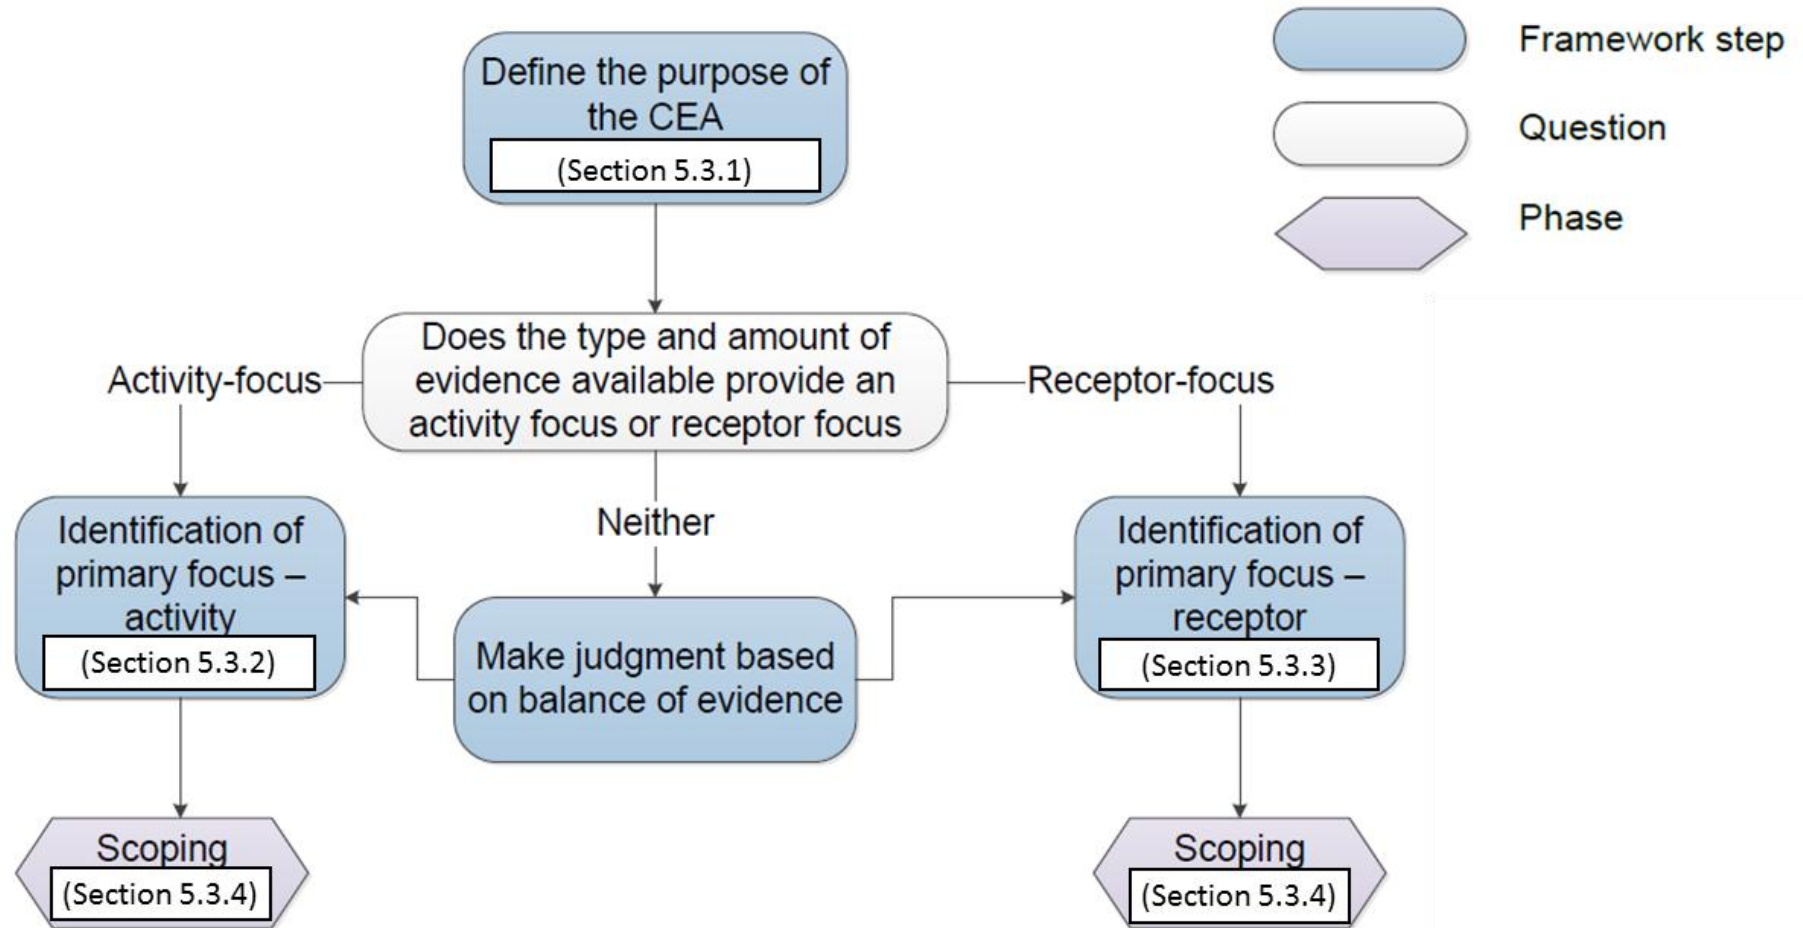 Define the purpose of
the CEA
(Section 5.3.1)
Framework step
Question
Phase
Does the type and amount of
evidence available provide an
activity focus or receptor focus
Activity-focus
Receptor-focus
Neither
Identification of
primary focus –
activity
(Section 5.3.2)
Make judgment based
on balance of evidence
Identification of
primary focus –
receptor
(Section 5.3.3)
Scoping
(Section 5.3.4)
Scoping
(Section 5.3.4)